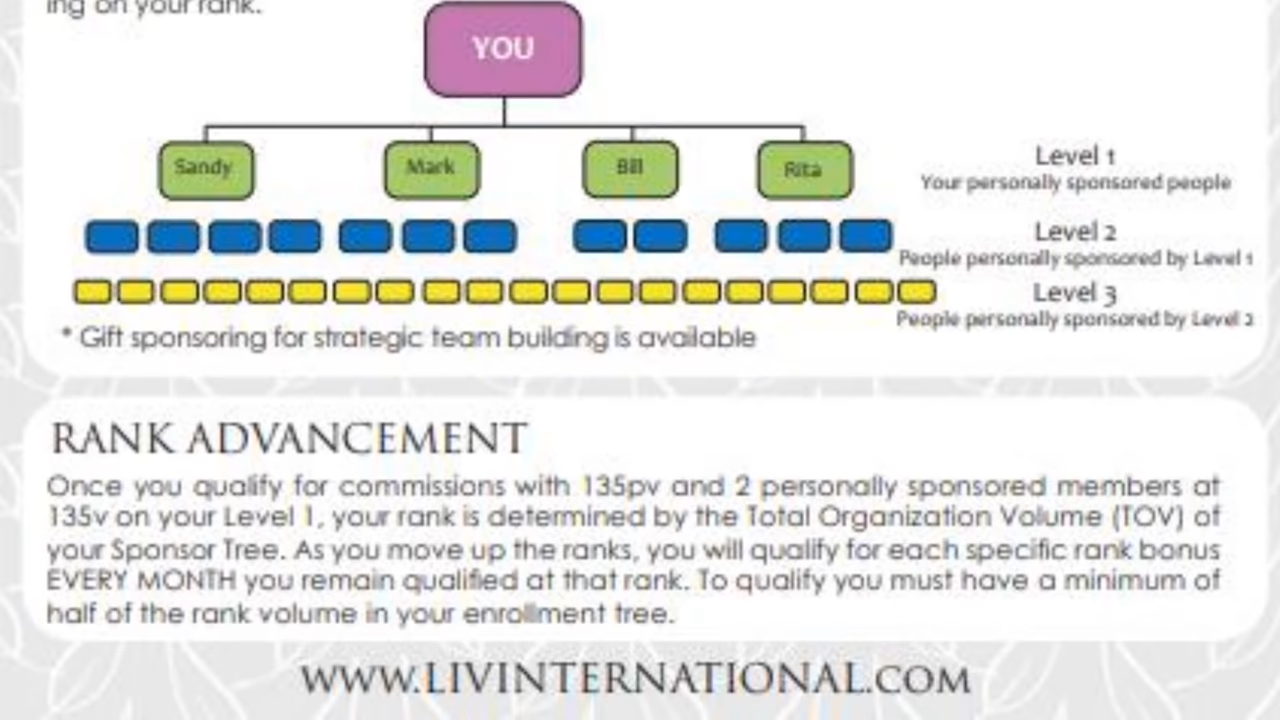 ing on your rank.
YOU
Sandy
Mark
Bill
Rita
Level 1
Your personally sponsored people
Level 2
People personally sponsored by Level 1
Level 3
People personally sponsored by Level 2
* Gift sponsoring for strategic team building is available
RANK ADVANCEMENT
Once you qualify for commissions with 135pv and 2 personally sponsored members at
135v on your Level 1, your rank is determined by the Total Organization Volume (TOV) of
your Sponsor Tree. As you move up the ranks, you will qualify for each specific rank bonus
EVERY MONTH you remain qualified at that rank. To qualify you must have a minimum of
half of the rank volume in your enrollment tree.
WWW.LIVINTERNATIONAL.COM